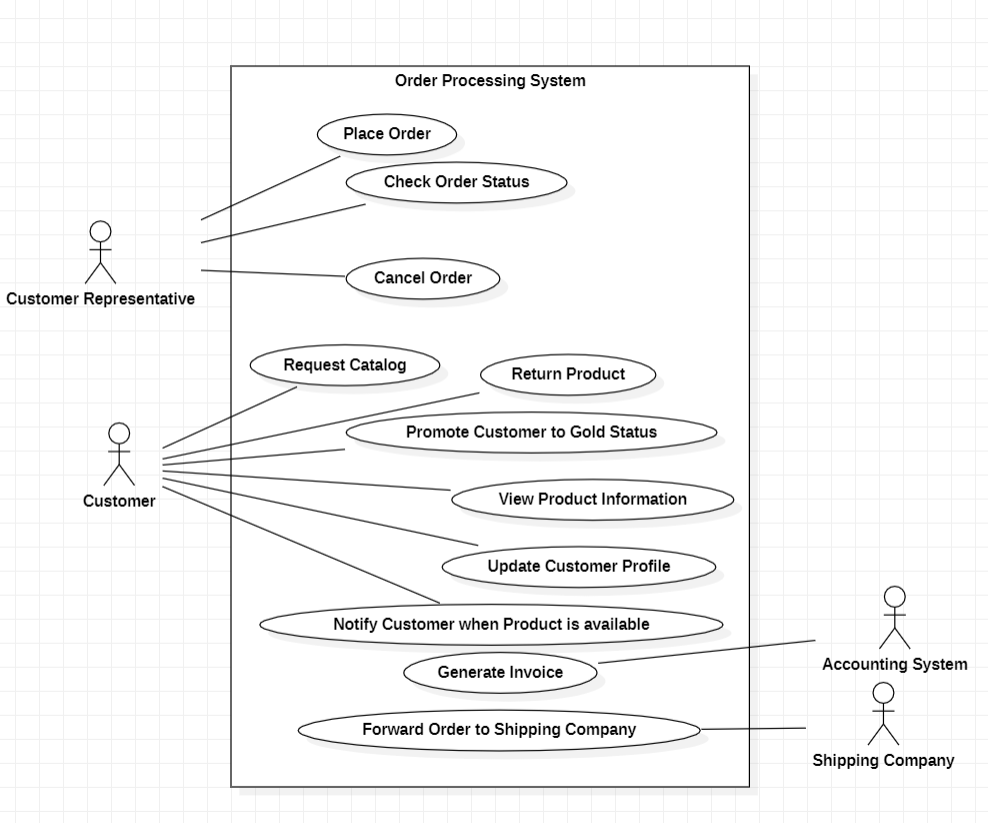 Order Processing System
Place Order
Check Order Status
Cancel Order
Customer Representative
Request Catalog
Return Product
Promote Customer to Gold Status
Customer
View Product Information
Update Customer Profile
Notify Customer when Product is available
Generate Invoice
Accounting System
Forward Order to Shipping Company
Shipping Company